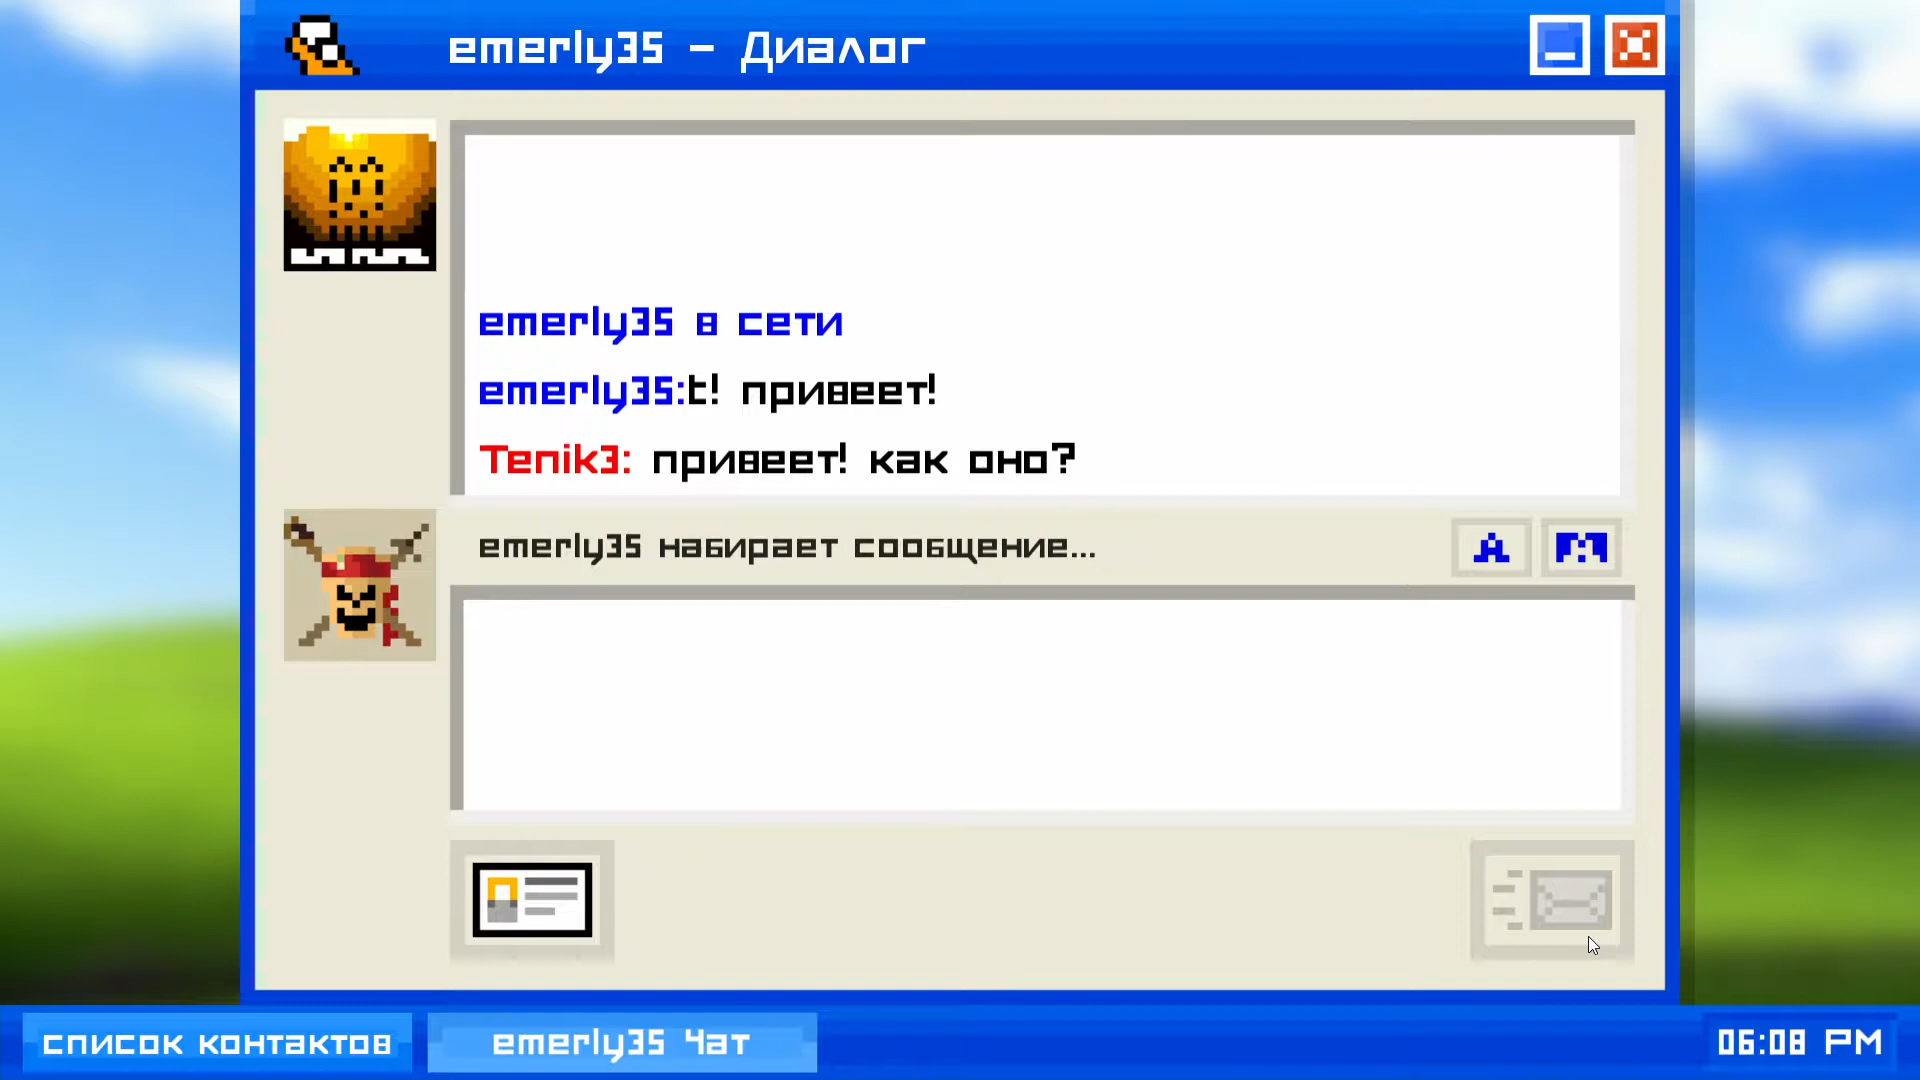 emerly35 – Диалог
emerly35 в сети
emerly35:t! привеет!
Tenik3: привеет! как оно?
emerly35 набирает сообщение...
A
список контактов
emerly35 Чат
06:08 PM